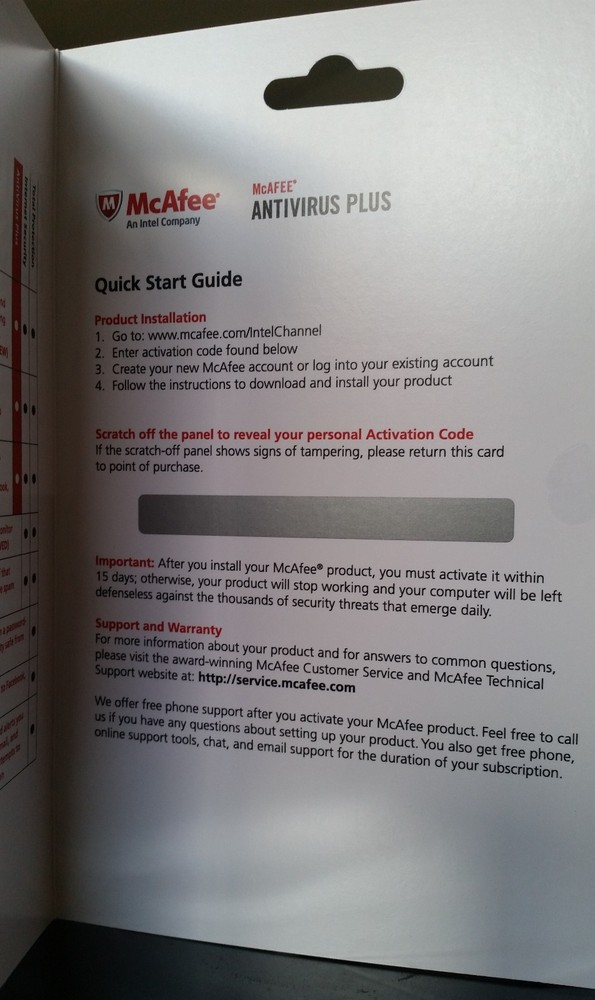 McAfee®
An Intel Company
McAFEE®
ANTIVIRUS PLUS
Quick Start Guide
Product Installation
1. Go to: www.mcafee.com/IntelChannel
2. Enter activation code found below
3. Create your new McAfee account or log into your existing account
4. Follow the instructions to download and install your product
Scratch off the panel to reveal your personal Activation Code
If the scratch-off panel shows signs of tampering, please return this card
to point of purchase.
Important: After you install your McAfee® product, you must activate it within
15 days; otherwise, your product will stop working and your computer will be left
defenseless against the thousands of security threats that emerge daily.
Support and Warranty
For more information about your product and for answers to common questions,
please visit the award-winning McAfee Customer Service and McAfee Technical
Support website at: http://service.mcafee.com
We offer free phone support after you activate your McAfee product. Feel free to call
us if you have any questions about setting up your product. You also get free phone,
online support tools, chat, and email support for the duration of your subscription.
Total Protection
Internet Security
AntiVirus Plus